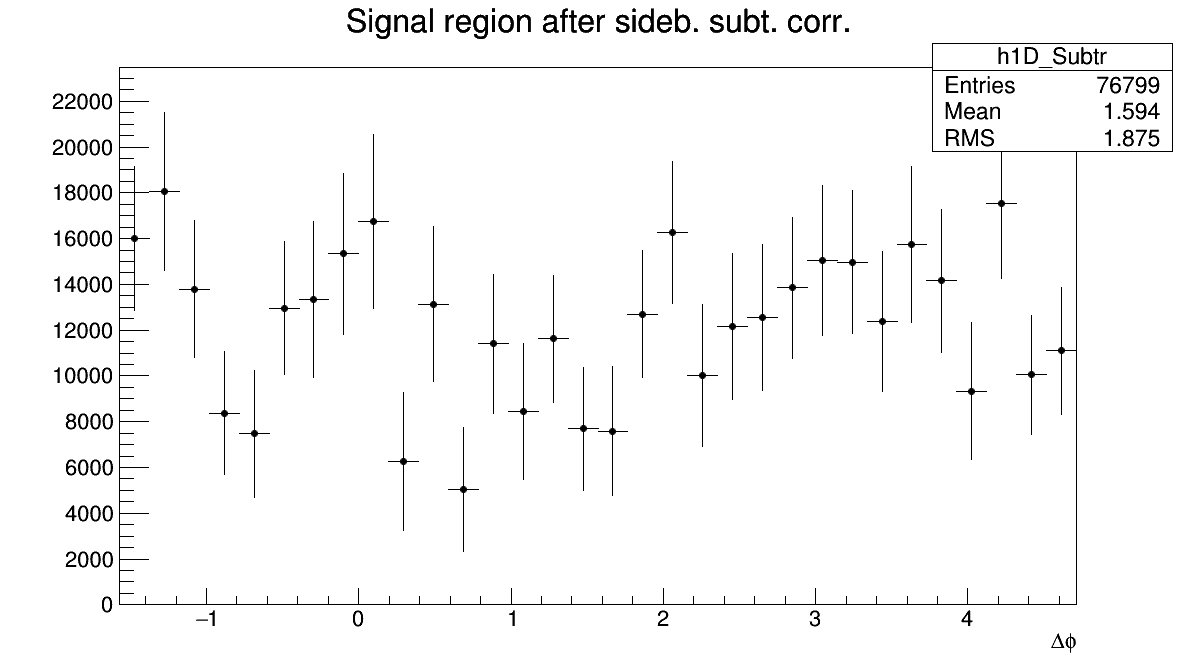 Signal region after sideb. subt. corr.
h1D_Subtr
Entries 76799
Mean 1.594
RMS 1.875
22000
20000
18000
16000
14000
12000
10000
8000
6000
4000
2000
0
−1 0 1 2 3 4
Δϕ